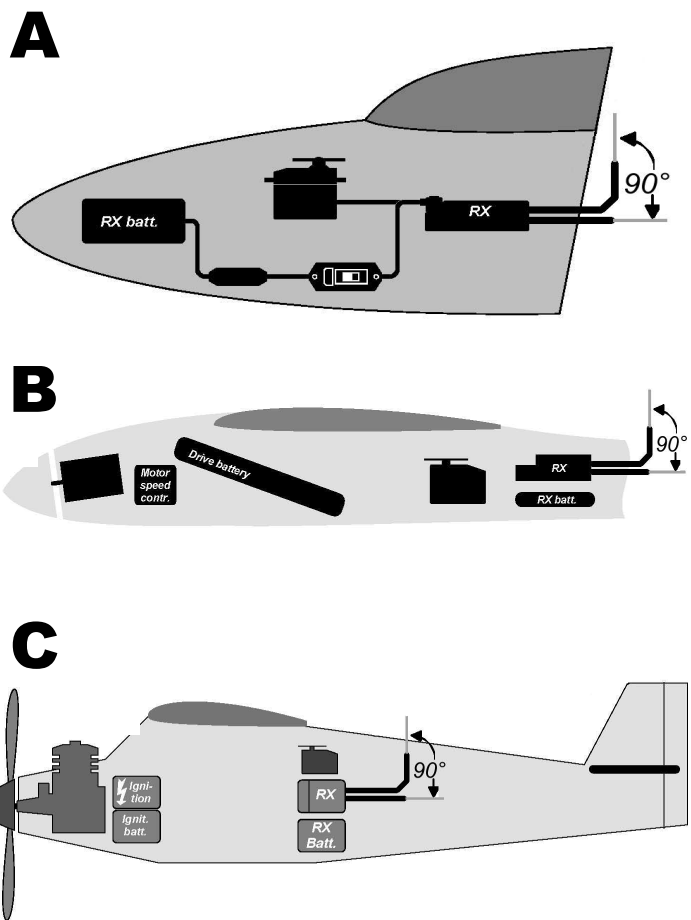 A
RX batt.
RX
90°
B
Motor
speed
contr.
Drive battery
RX
RX batt.
90°
C
Igni-
tion
Ignit.
batt.
RX
RX
Batt.
90°